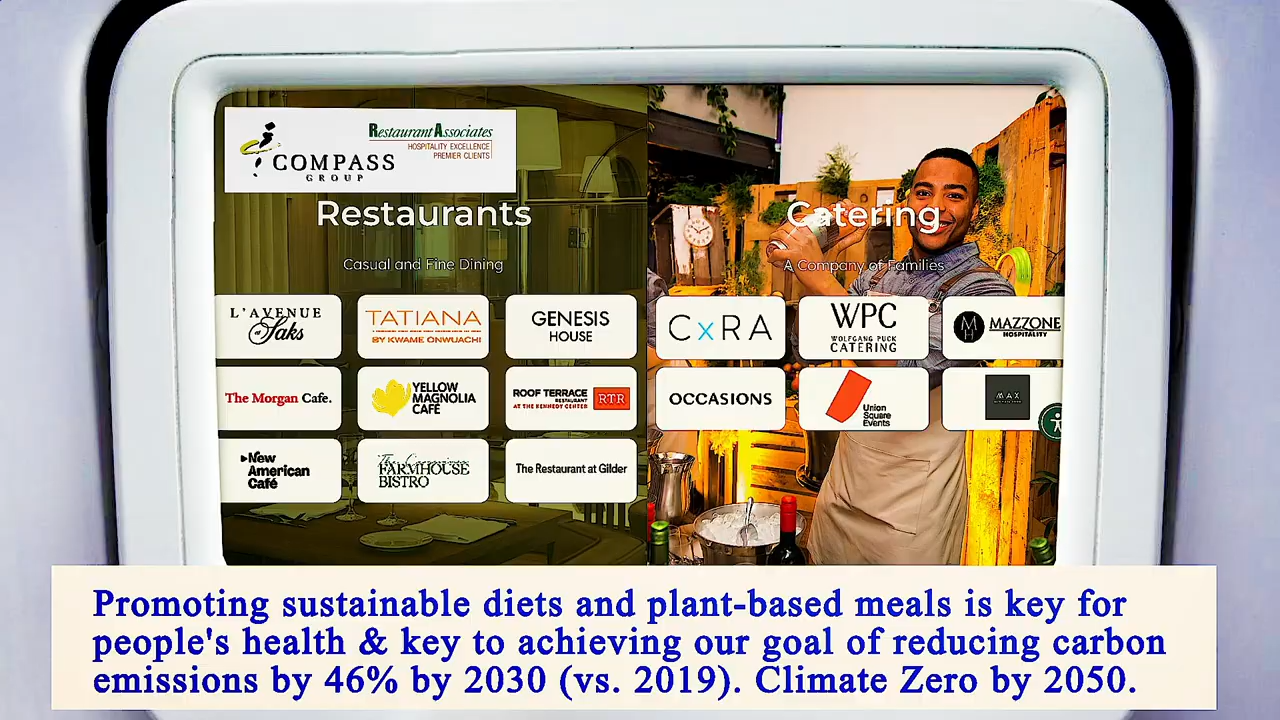 COMPASS
GROUP
Restaurant Associates
HOSPITALITY EXCELLENCE
PREMIER CLIENTS
Restaurants
Casual and Fine Dining
L'AVENUE
at Saks
TATIANA
BY KWAME ONWUACHI
GENESIS
HOUSE
The Morgan Cafe.
YELLOW
MAGNOLIA
CAFÉ
ROOF TERRACE
RESTAURANT
AT THE KENNEDY CENTER
RTR
New
American
Café
FARMHOUSE
BISTRO
The Restaurant at Gilder
Catering
A Company of Families
CxRA
WPC
WOLFGANG PUCK
CATERING
MH
MAZZONE
HOSPITALITY
OCCASIONS
Union
Square
Events
MAX
Promoting sustainable diets and plant-based meals is key for
people's health & key to achieving our goal of reducing carbon
emissions by 46% by 2030 (vs. 2019). Climate Zero by 2050.